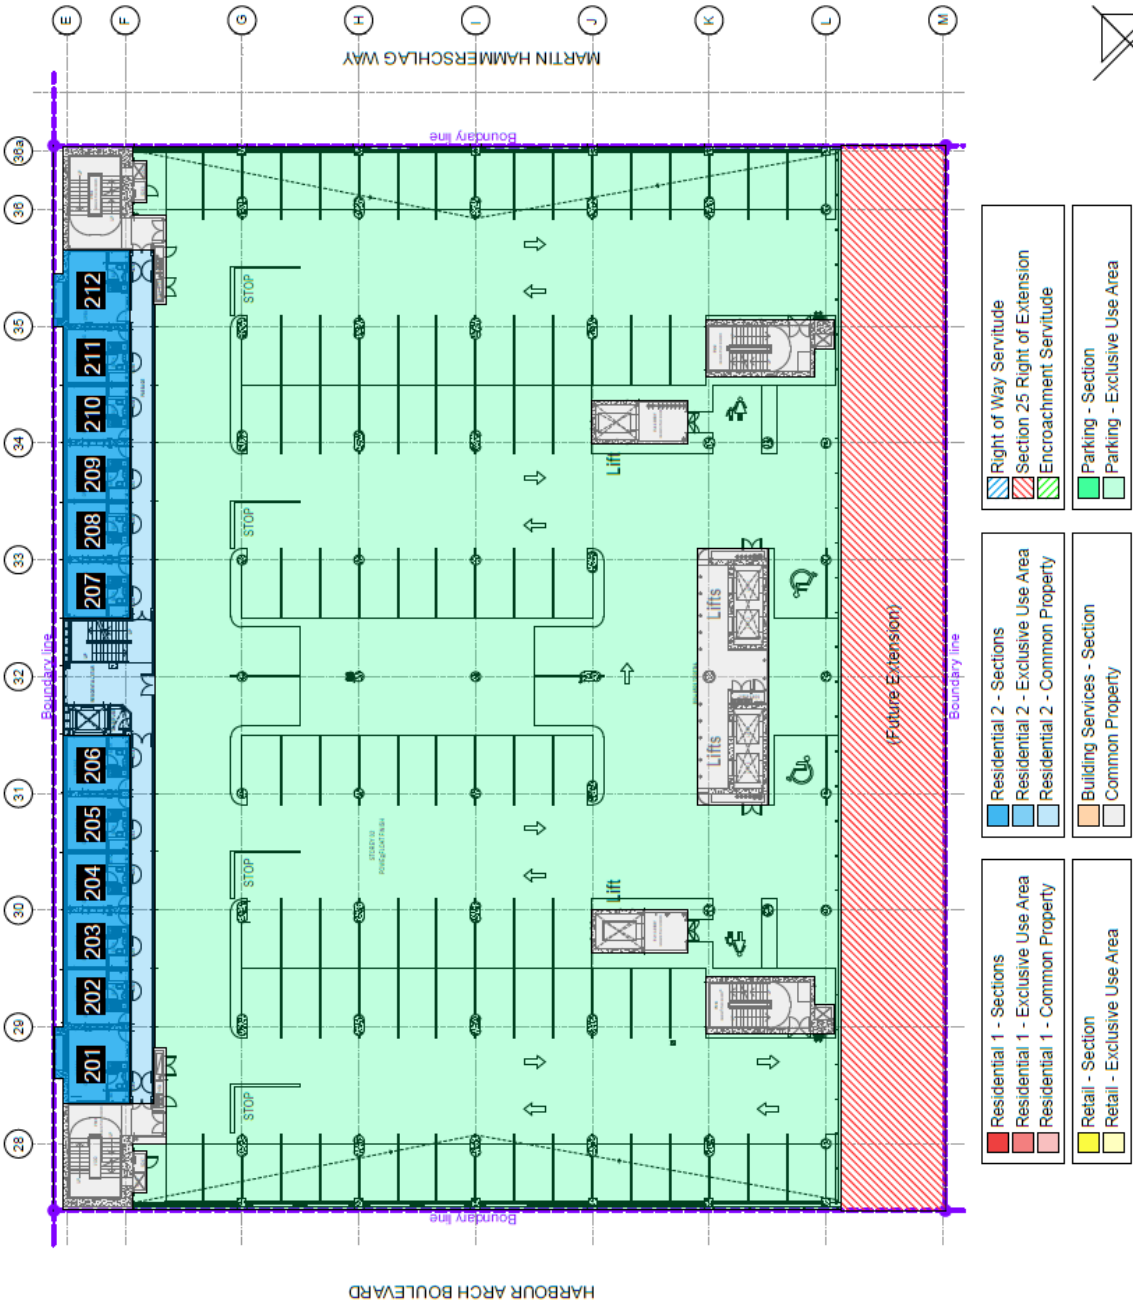 E
F
G
H
I
J
K
L
M
MARTIN HAMMERSCHLAG WAY
Boundary line
36a
36
35
34
33
32
31
30
29
28
212
211
210
209
208
207
206
205
204
203
202
201
Boundary line
STOP
STOP
STOP
STOP
Lift
Lift
Lifts
Lifts
STOREY 02
POWERFLOAT FINISH
(Future Extension)
Boundary line
Boundary line
HARBOUR ARCH BOULEVARD
Residential 1 - Sections
Residential 1 - Exclusive Use Area
Residential 1 - Common Property
Residential 2 - Sections
Residential 2 - Exclusive Use Area
Residential 2 - Common Property
Right of Way Servitude
Section 25 Right of Extension
Encroachment Servitude
Retail - Section
Retail - Exclusive Use Area
Building Services - Section
Common Property
Parking - Section
Parking - Exclusive Use Area